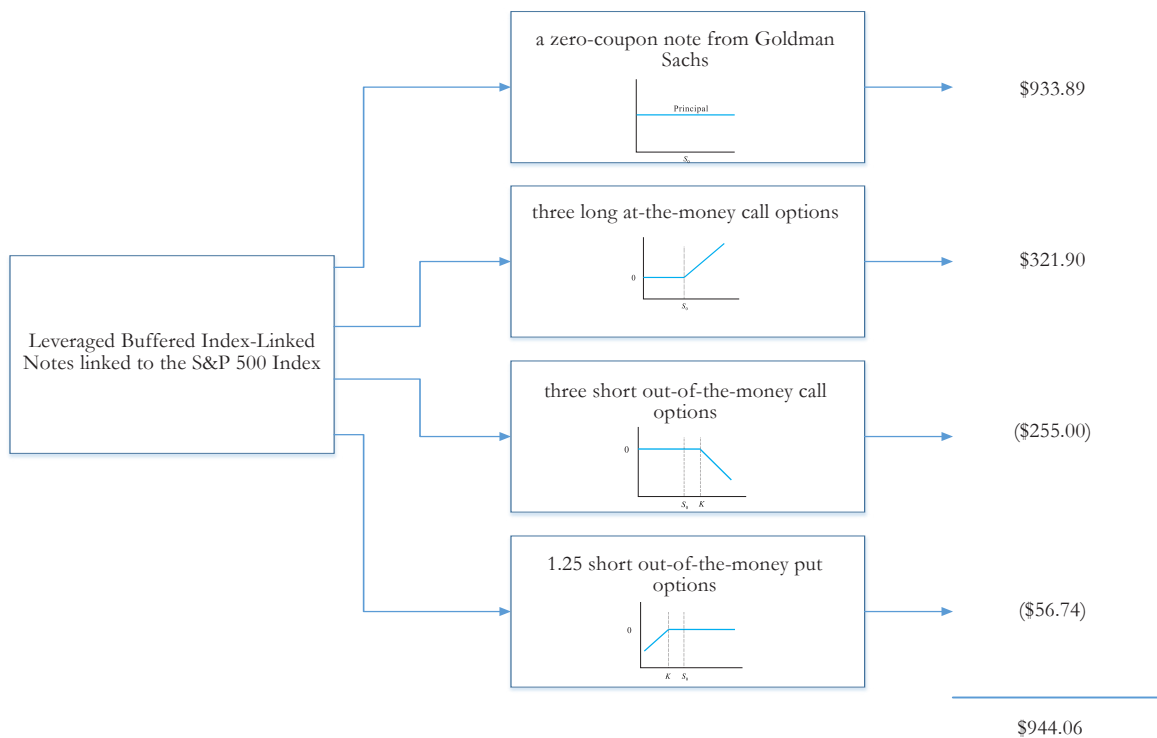 Leveraged Buffered Index-Linked
Notes linked to the S&P 500 Index
a zero-coupon note from Goldman
Sachs
Principal
S₀
$933.89
three long at-the-money call options
0
S₀
$321.90
three short out-of-the-money call
options
0
S₀ K
($255.00)
1.25 short out-of-the-money put
options
0
K S₀
($56.74)
$944.06